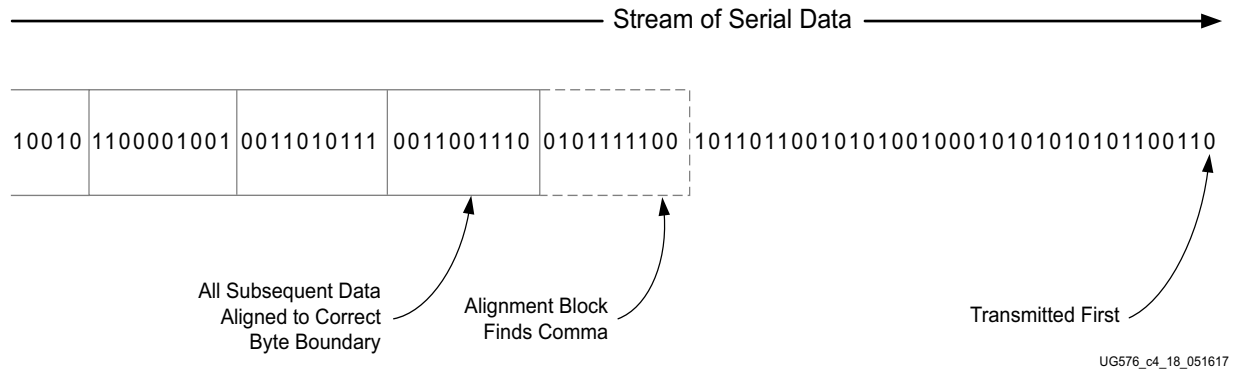 Stream of Serial Data
10010 1100001001 0011010111 0011001110 0101111100 1011011001010100100010101010101100110
All Subsequent Data
Aligned to Correct
Byte Boundary
Alignment Block
Finds Comma
Transmitted First
UG576_c4_18_051617